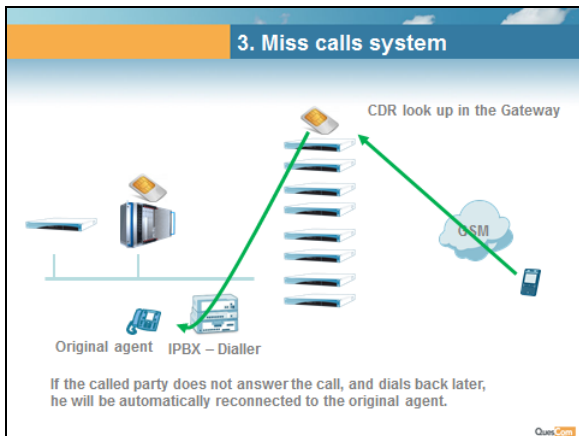 3. Miss calls system
CDR look up in the Gateway
GSM
Original agent
IPBX – Dialler
If the called party does not answer the call, and dials back later,
he will be automatically reconnected to the original agent.
QuesCom